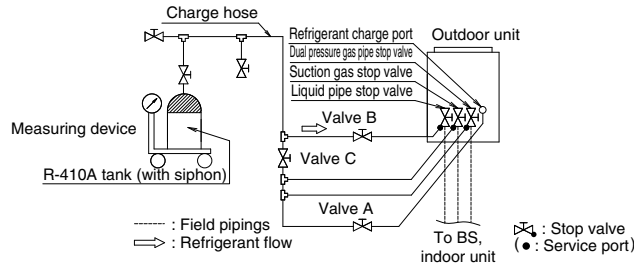 Charge hose
Refrigerant charge port
Dual pressure gas pipe stop valve
Suction gas stop valve
Liquid pipe stop valve
Outdoor unit
Valve B
Measuring device
Valve C
R-410A tank (with siphon)
Valve A
: Field pipings
: Refrigerant flow
To BS,
indoor unit
: Stop valve
( : Service port)